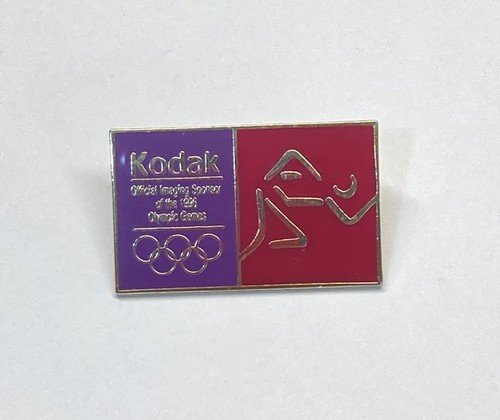 Kodak
Official Imaging Sponsor
of the 1996
Olympic Games